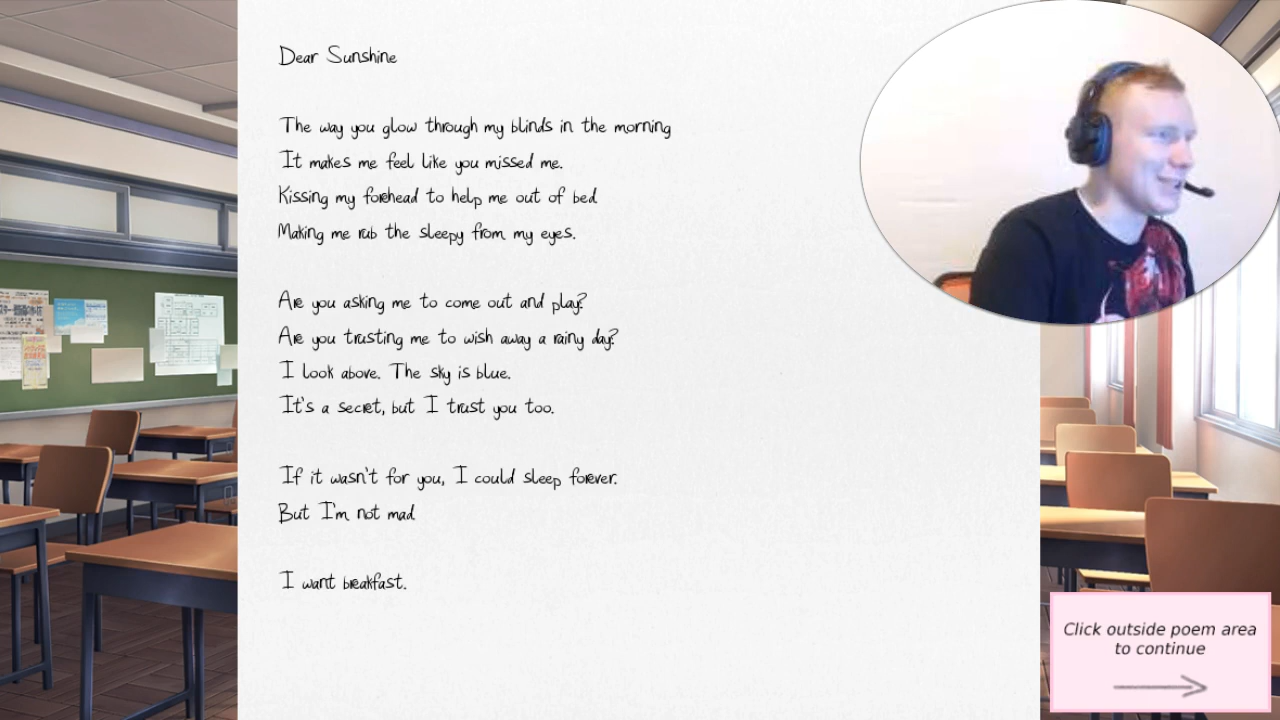 Dear Sunshine
The way you glow through my blinds in the morning
It makes me feel like you missed me.
Kissing my forehead to help me out of bed
Making me rub the sleepy from my eyes.
Are you asking me to come out and play?
Are you trusting me to wish away a rainy day?
I look above. The sky is blue.
It's a secret, but I trust you too.
If it wasn't for you, I could sleep forever.
But I'm not mad
I want breakfast.
Click outside poem area
to continue